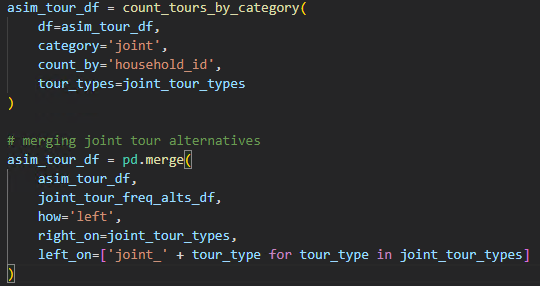 asim_tour_df = count_tours_by_category(
    df=asim_tour_df,
    category='joint',
    count_by='household_id',
    tour_types=joint_tour_types
)

# merging joint tour alternatives
asim_tour_df = pd.merge(
    asim_tour_df,
    joint_tour_freq_alts_df,
    how='left',
    right_on=joint_tour_types,
    left_on=['joint_' + tour_type for tour_type in joint_tour_types]
)